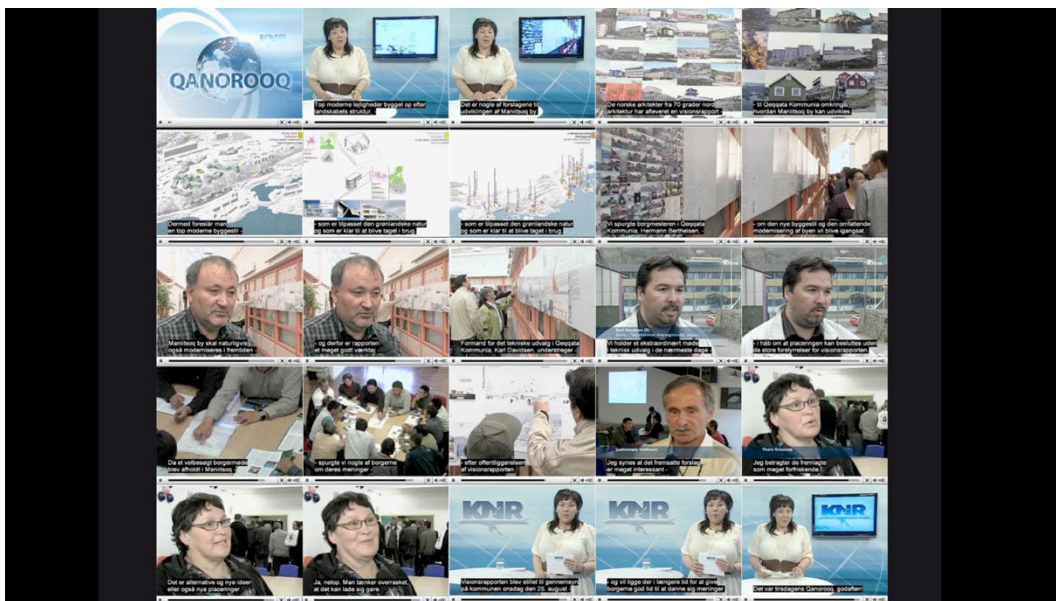 KNR
QANOROOQ
Top moderne lejligheder bygget op efter
landskabets struktur.
Det er nogle af forslagene til
udviklingen af Maniitsoq by
De norske arkitekter fra 70 grader nord
arkitektur har afleveret en visionsrapport -
- til Qeqqata Kommunia omkring,
hvordan Maniitsoq by kan udvikles.
Dermed foreslår man
en top moderne byggestil -
- som er tilpasset den grønlandske natur
og som er klar til at blive taget i brug.
- som er tilpasset den grønlandske natur
og som er klar til at blive taget i brug.
Vi spurgte borgmesteren i Qeqqata
Kommunia, Hermann Berthelsen, -
- om den nye byggestil og den omfattende
modernisering af byen vil blive igangsat.
Maniitsoq by skal naturligvis
også moderniseres i fremtiden -
- og derfor er rapporten
et meget godt værktøj.
Formand for det tekniske udvalg i Qeqqata
Kommunia, Karl Davidsen, understreger -
Karl Davidsen (S)
Vi holder et ekstraordinært møde
i teknisk udvalg i de nærmeste dage -
- i håb om at placeringen kan besluttes uden
de store forstyrrelser for visionsrapporten.
Da et velbesøgt borgermøde
blev afholdt i Maniitsoq -
- spurgte vi nogle af borgerne
om deres meninger -
- efter offentliggørelsen
af visionsrapporten.
Jeg synes at det fremsatte forslag
er meget interessant -
Jeg betragter de fremlagte
som meget forfriskende.
Det er alternative og nye ideer
eller også nye placeringer.
Ja, netop. Man tænker overrasket,
at det kan lade sig gøre.
KNR
Visionsrapporten blev stillet til gennemsyn
på kommunen onsdag den 25. august -
KNR
- og vil ligge der i længere tid for at give
borgerne god tid til at danne sig meninger.
KNR
Det var tirsdagens Qanorooq, godaften!